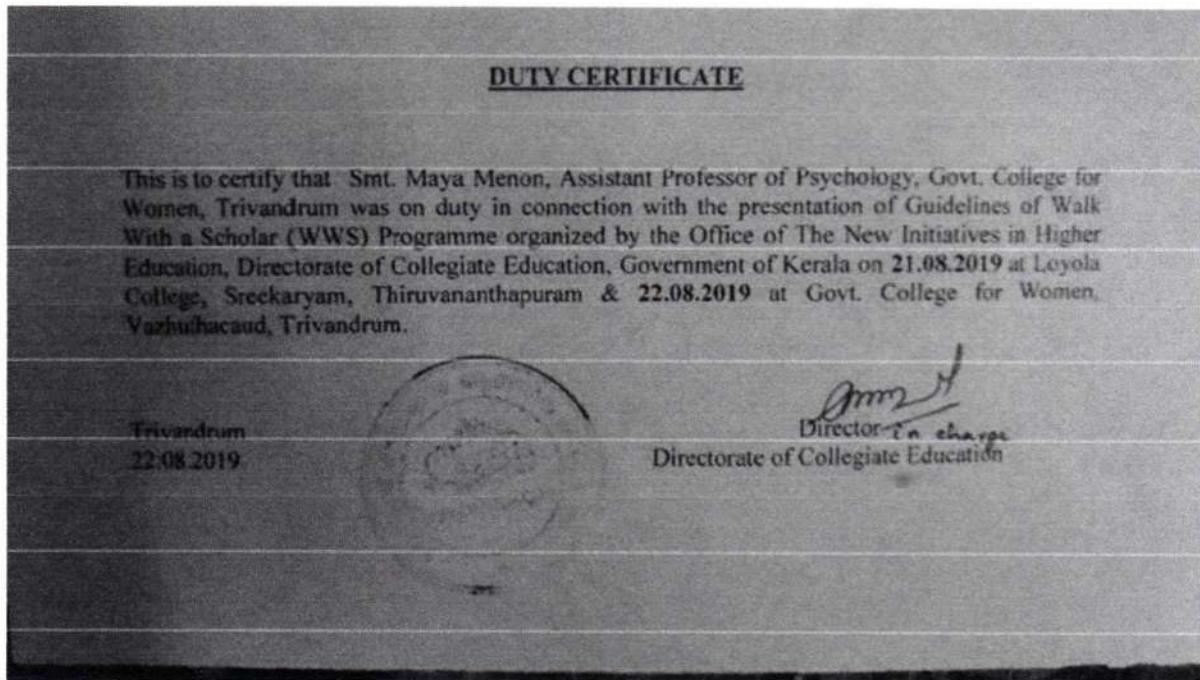 DUTY CERTIFICATE
This is to certify that Smt. Maya Menon, Assistant Professor of Psychology, Govt. College for
Women, Trivandrum was on duty in connection with the presentation of Guidelines of Walk
With a Scholar (WWS) Programme organized by the Office of The New Initiatives in Higher
Education, Directorate of Collegiate Education, Government of Kerala on 21.08.2019 at Loyola
College, Sreekaryam, Thiruvananthapuram & 22.08.2019 at Govt. College for Women,
Vazhuthacaud, Trivandrum.
Trivandrum
22.08.2019
Director in charge
Directorate of Collegiate Education